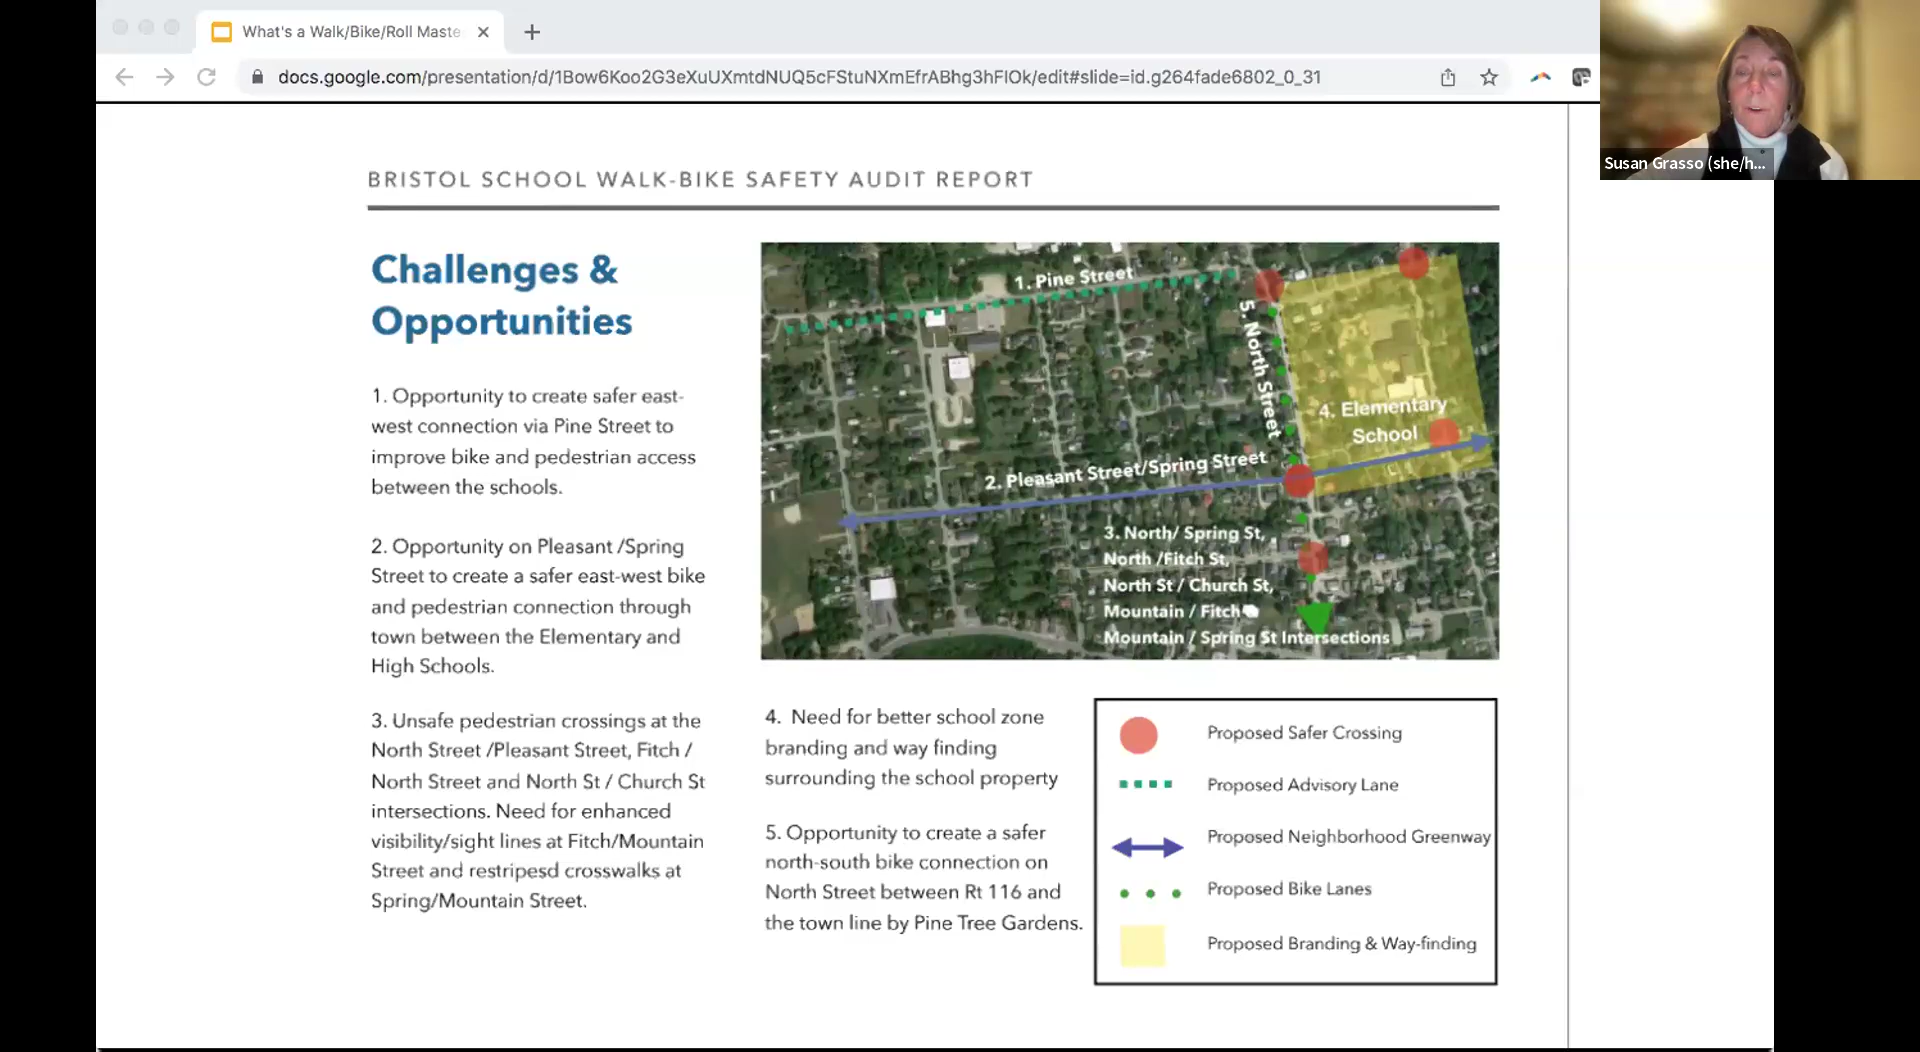 What's a Walk/Bike/Roll Maste
docs.google.com/presentation/d/1Bow6Koo2G3eXuUXmtdNUQ5cFStuNXmEfrABhg3hFlOk/edit#slide=id.g264fade6802_0_31
Susan Grasso (she/h...
BRISTOL SCHOOL WALK-BIKE SAFETY AUDIT REPORT
Challenges &
Opportunities
1. Opportunity to create safer east-
west connection via Pine Street to
improve bike and pedestrian access
between the schools.
2. Opportunity on Pleasant /Spring
Street to create a safer east-west bike
and pedestrian connection through
town between the Elementary and
High Schools.
3. Unsafe pedestrian crossings at the
North Street /Pleasant Street, Fitch /
North Street and North St / Church St
intersections. Need for enhanced
visibility/sight lines at Fitch/Mountain
Street and restripesd crosswalks at
Spring/Mountain Street.
1. Pine Street
5. North Street
4. Elementary
School
2. Pleasant Street/Spring Street
3. North/ Spring St,
North /Fitch St,
North St / Church St,
Mountain / Fitch
Mountain / Spring St Intersections
4. Need for better school zone
branding and way finding
surrounding the school property
5. Opportunity to create a safer
north-south bike connection on
North Street between Rt 116 and
the town line by Pine Tree Gardens.
Proposed Safer Crossing
Proposed Advisory Lane
Proposed Neighborhood Greenway
Proposed Bike Lanes
Proposed Branding & Way-finding